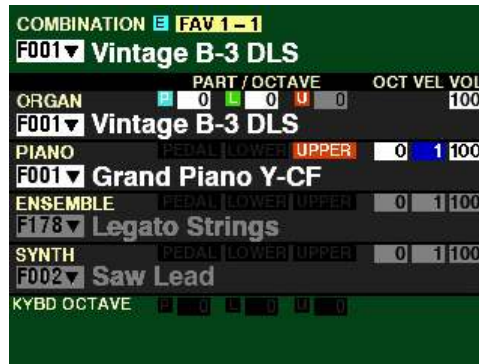 COMBINATION E FAV 1 – 1
F001▼ Vintage B-3 DLS
PART / OCTAVE OCT VEL VOL
ORGAN P 0 L 0 U 0 100
F001▼ Vintage B-3 DLS
PIANO PEDAL LOWER UPPER 0 1 100
F001▼ Grand Piano Y-CF
ENSEMBLE PEDAL LOWER UPPER 0 1 100
F178▼ Legato Strings
SYNTH PEDAL LOWER UPPER 0 1 100
F002▼ Saw Lead
KYBD OCTAVE P 0 L 0 U 0